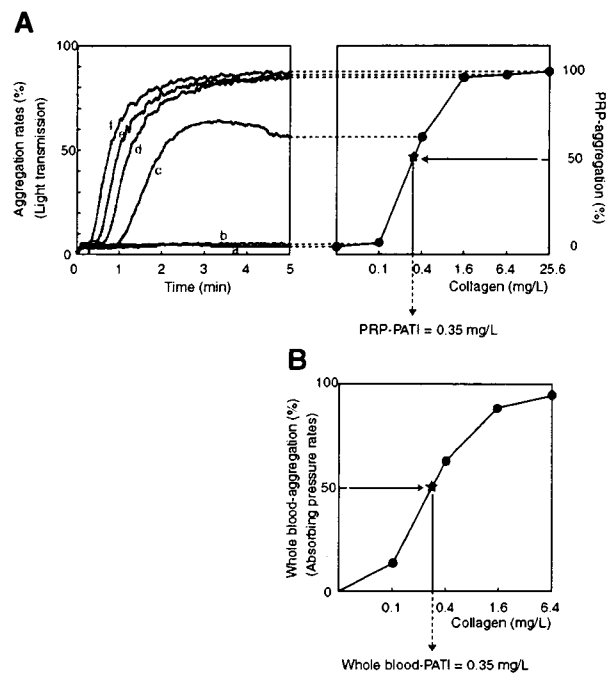 A
Aggregation rates (%)
(Light transmission)
100
50
0
f
e
d
c
b
a
0
1
2
3
4
5
Time (min)
100
50
0
PRP-aggregation (%)
0.1
0.4
1.6
6.4
25.6
Collagen (mg/L)
PRP-PATI = 0.35 mg/L
B
Whole blood-aggregation (%)
(Absorbing pressure rates)
100
50
0
0.1
0.4
1.6
6.4
Collagen (mg/L)
Whole blood-PATI = 0.35 mg/L